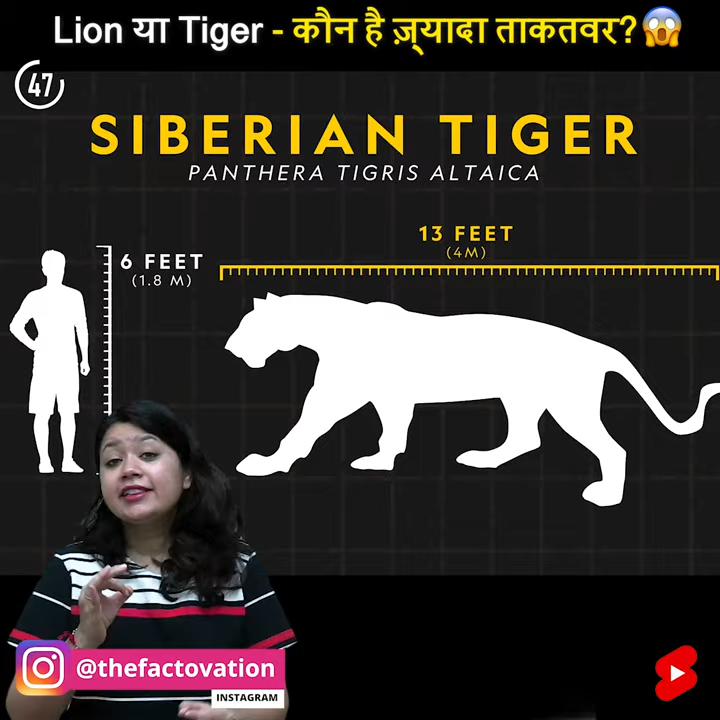 Lion या Tiger - कौन है ज़्यादा ताकतवर?😱
47
SIBERIAN TIGER
PANTHERA TIGRIS ALTAICA
13 FEET
(4M)
6 FEET
(1.8 M)
@thefactovation
INSTAGRAM